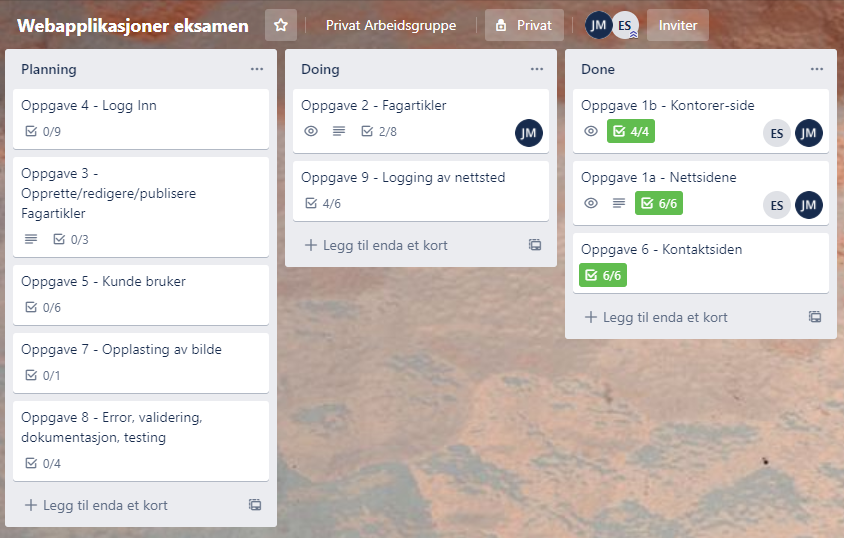 Webapplikasjoner eksamen
Privat Arbeidsgruppe
Privat
JM
ES
Inviter
Planning
Oppgave 4 - Logg Inn
0/9
Oppgave 3 -
Opprette/redigere/publisere
Fagartikler
0/3
Oppgave 5 - Kunde bruker
0/6
Oppgave 7 - Opplasting av bilde
0/1
Oppgave 8 - Error, validering,
dokumentasjon, testing
0/4
Legg til enda et kort
Doing
Oppgave 2 - Fagartikler
2/8
JM
Oppgave 9 - Logging av nettsted
4/6
Legg til enda et kort
Done
Oppgave 1b - Kontorer-side
4/4
ES
JM
Oppgave 1a - Nettsidene
6/6
ES
JM
Oppgave 6 - Kontaktsiden
6/6
Legg til enda et kort